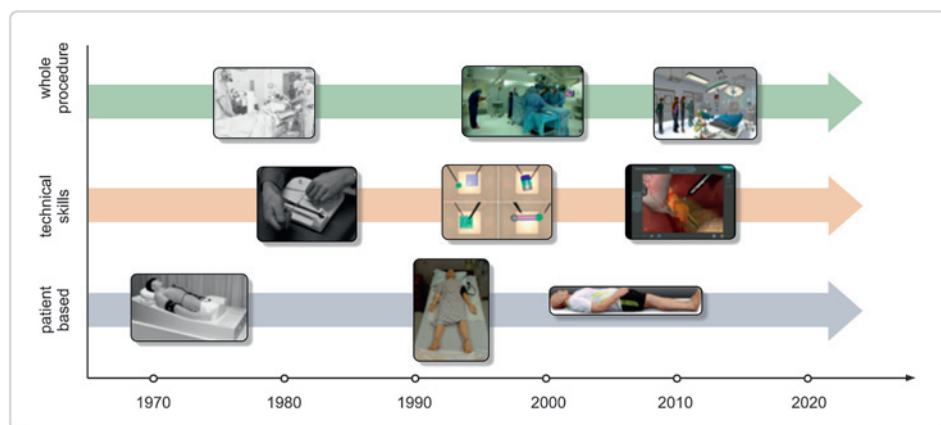 whole
procedure
technical
skills
patient
based
1970
1980
1990
2000
2010
2020